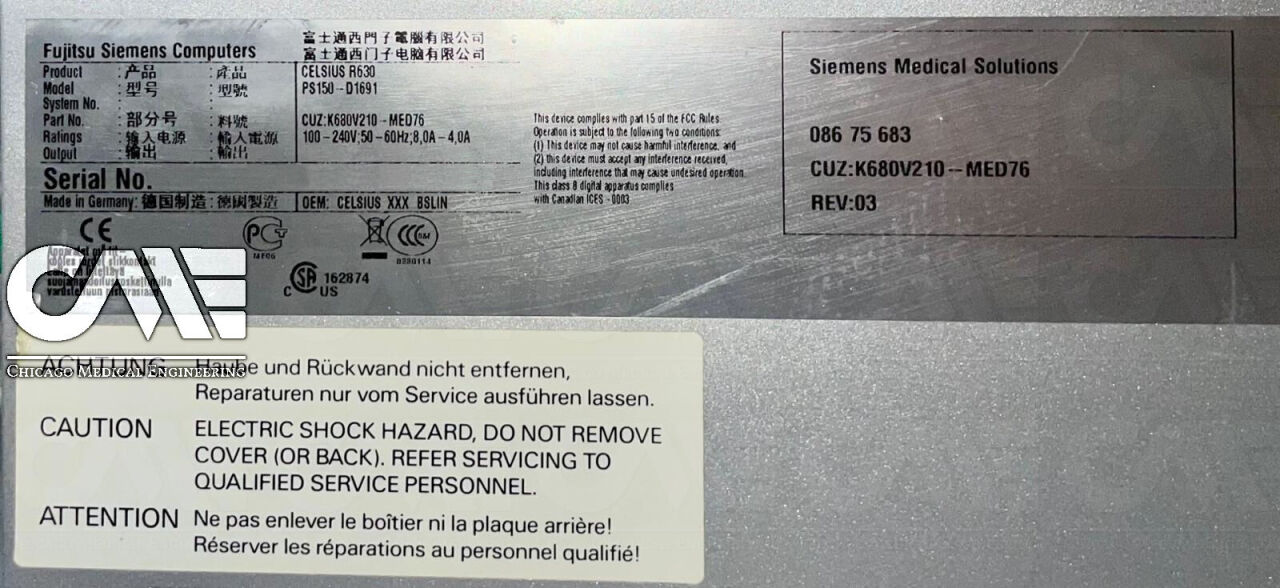 Fujitsu Siemens Computers
富士通西門子電腦有限公司
富士通西门子电脑有限公司
Product : 产品 : 產品 CELSIUS R630
Model : 型号 : 型號 PS150-D1691
System No. : :
Part No. : 部分号 : 料號 CUZ:K680V210-MED76
Ratings : 输入电源 : 輸入電源 100-240V;50-60Hz;8,0A-4,0A
Output : 输出 : 輸出
Serial No.
Made in Germany: 德国制造: 德國製造 OEM: CELSIUS XXX BSLIN
CE
PG
MF06
CCC
S&E
0330114
CSA
C US
162874
This device complies with part 15 of the FCC Rules
Operation is subject to the following two conditions:
(1) This device may not cause harmful interference, and
(2) this device must accept any interference received,
including interference that may cause undesired operation
This class B digital apparatus complies
with Canadian ICES-0003
Siemens Medical Solutions
086 75 683
CUZ:K680V210--MED76
REV:03
CME
CHICAGO MEDICAL ENGINEERING
ACHTUNG Haube und Rückwand nicht entfernen,
Reparaturen nur vom Service ausführen lassen.
CAUTION ELECTRIC SHOCK HAZARD, DO NOT REMOVE
COVER (OR BACK). REFER SERVICING TO
QUALIFIED SERVICE PERSONNEL.
ATTENTION Ne pas enlever le boîtier ni la plaque arrière!
Réserver les réparations au personnel qualifié!